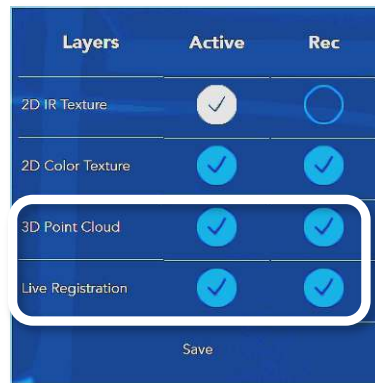 Layers Active Rec
2D IR Texture
2D Color Texture
3D Point Cloud
Live Registration
Save